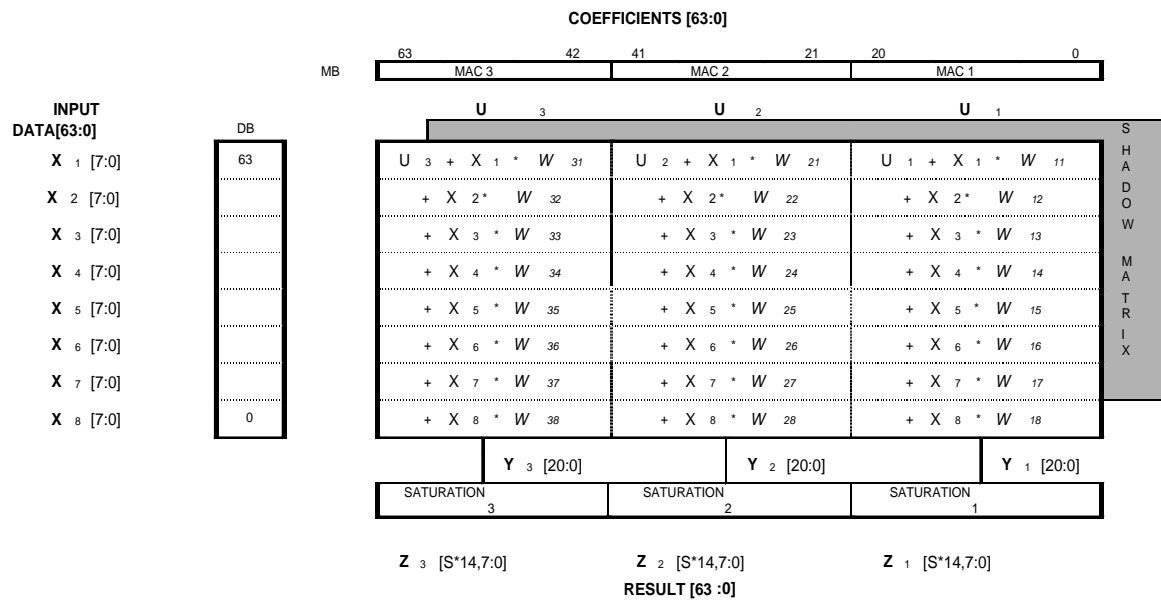 COEFFICIENTS [63:0]
63 42 41 21 20 0
MB MAC 3 MAC 2 MAC 1
INPUT
DATA[63:0]
U 3 U 2 U 1
DB
SHADOW MATRIX
X 1 [7:0] 63 U 3 + X 1 * W 31 U 2 + X 1 * W 21 U 1 + X 1 * W 11
X 2 [7:0] + X 2 * W 32 + X 2 * W 22 + X 2 * W 12
X 3 [7:0] + X 3 * W 33 + X 3 * W 23 + X 3 * W 13
X 4 [7:0] + X 4 * W 34 + X 4 * W 24 + X 4 * W 14
X 5 [7:0] + X 5 * W 35 + X 5 * W 25 + X 5 * W 15
X 6 [7:0] + X 6 * W 36 + X 6 * W 26 + X 6 * W 16
X 7 [7:0] + X 7 * W 37 + X 7 * W 27 + X 7 * W 17
X 8 [7:0] 0 + X 8 * W 38 + X 8 * W 28 + X 8 * W 18
Y 3 [20:0] Y 2 [20:0] Y 1 [20:0]
SATURATION SATURATION SATURATION
3 2 1
Z 3 [S*14,7:0] Z 2 [S*14,7:0] Z 1 [S*14,7:0]
RESULT [63 :0]